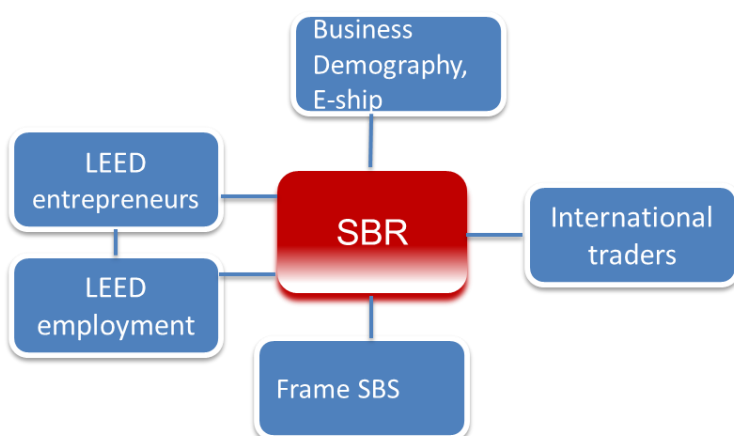 Business
Demography,
E-ship
LEED
entrepreneurs
SBR
International
traders
LEED
employment
Frame SBS